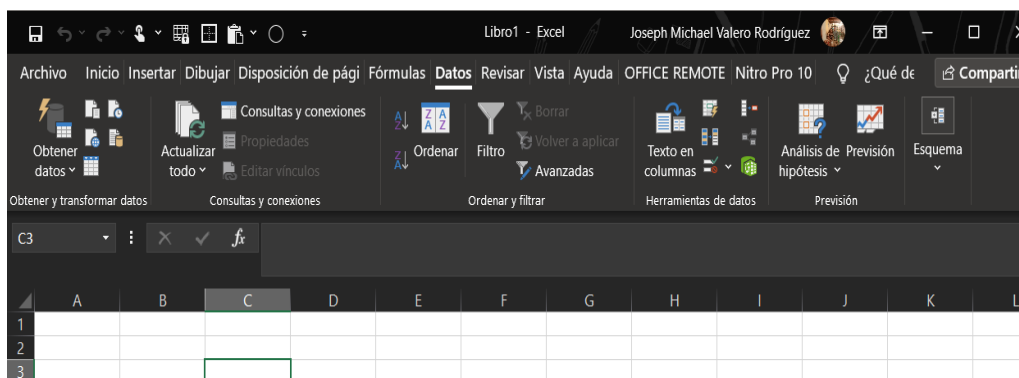 Libro1 - Excel Joseph Michael Valero Rodríguez
Archivo Inicio Insertar Dibujar Disposición de pági Fórmulas Datos Revisar Vista Ayuda OFFICE REMOTE Nitro Pro 10 ¿Qué de Comparti
Obtener datos
Actualizar todo
Consultas y conexiones
Propiedades
Editar vínculos
Ordenar
Filtro
Borrar
Volver a aplicar
Avanzadas
Texto en columnas
Análisis de hipótesis
Previsión
Esquema
Obtener y transformar datos Consultas y conexiones Ordenar y filtrar Herramientas de datos Previsión
C3 fx
A B C D E F G H I J K L
1
2
3